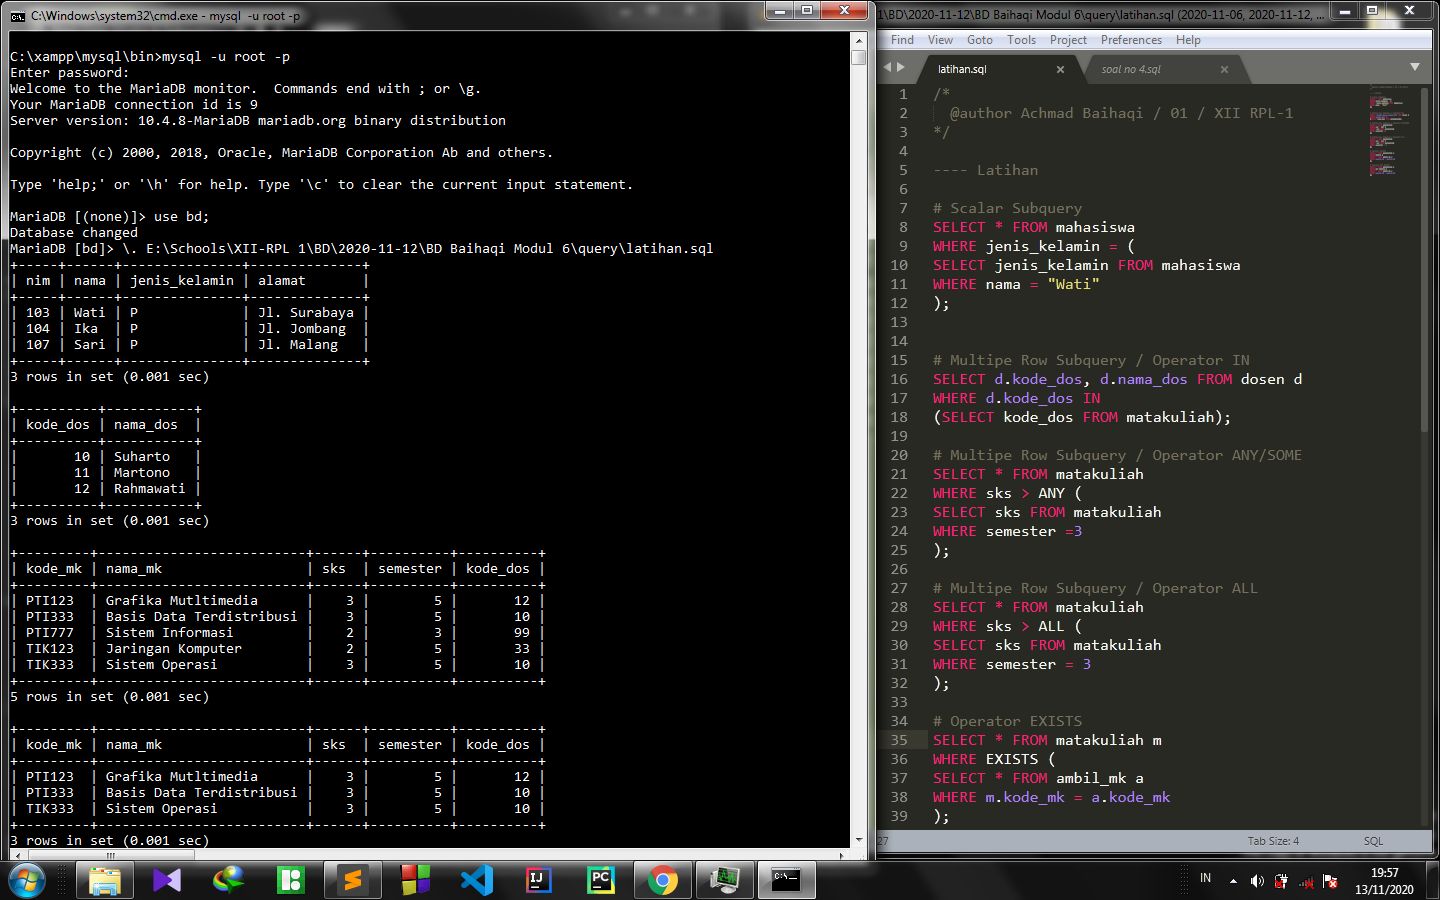 C:\Windows\system32\cmd.exe - mysql  -u root -p
C:\xampp\mysql\bin>mysql -u root -p
Enter password:
Welcome to the MariaDB monitor.  Commands end with ; or \g.
Your MariaDB connection id is 9
Server version: 10.4.8-MariaDB mariadb.org binary distribution
Copyright (c) 2000, 2018, Oracle, MariaDB Corporation Ab and others.
Type 'help;' or '\h' for help. Type '\c' to clear the current input statement.
MariaDB [(none)]> use bd;
Database changed
MariaDB [bd]> \. E:\Schools\XII-RPL 1\BD\2020-11-12\BD Baihaqi Modul 6\query\latihan.sql
+-----+------+---------------+--------------+
| nim | nama | jenis_kelamin | alamat       |
+-----+------+---------------+--------------+
| 103 | Wati | P             | Jl. Surabaya |
| 104 | Ika  | P             | Jl. Jombang  |
| 107 | Sari | P             | Jl. Malang   |
+-----+------+---------------+--------------+
3 rows in set (0.001 sec)
+----------+-----------+
| kode_dos | nama_dos  |
+----------+-----------+
|       10 | Suharto   |
|       11 | Martono   |
|       12 | Rahmawati |
+----------+-----------+
3 rows in set (0.001 sec)
+---------+--------------------------+------+----------+----------+
| kode_mk | nama_mk                  | sks  | semester | kode_dos |
+---------+--------------------------+------+----------+----------+
| PTI123  | Grafika Mutltimedia      |    3 |        5 |       12 |
| PTI333  | Basis Data Terdistribusi |    3 |        5 |       10 |
| PTI777  | Sistem Informasi         |    2 |        3 |       99 |
| TIK123  | Jaringan Komputer        |    2 |        5 |       33 |
| TIK333  | Sistem Operasi           |    3 |        5 |       10 |
+---------+--------------------------+------+----------+----------+
5 rows in set (0.001 sec)
+---------+--------------------------+------+----------+----------+
| kode_mk | nama_mk                  | sks  | semester | kode_dos |
+---------+--------------------------+------+----------+----------+
| PTI123  | Grafika Mutltimedia      |    3 |        5 |       12 |
| PTI333  | Basis Data Terdistribusi |    3 |        5 |       10 |
| TIK333  | Sistem Operasi           |    3 |        5 |       10 |
+---------+--------------------------+------+----------+----------+
3 rows in set (0.001 sec)
1\BD\2020-11-12\BD Baihaqi Modul 6\query\latihan.sql (2020-11-06, 2020-11-12, ...
Find View Goto Tools Project Preferences Help
latihan.sql soal no 4.sql
1 /*
2   @author Achmad Baihaqi / 01 / XII RPL-1
3 */
4
5 ---- Latihan
6
7 # Scalar Subquery
8 SELECT * FROM mahasiswa
9 WHERE jenis_kelamin = (
10 SELECT jenis_kelamin FROM mahasiswa
11 WHERE nama = "Wati"
12 );
13
14
15 # Multipe Row Subquery / Operator IN
16 SELECT d.kode_dos, d.nama_dos FROM dosen d
17 WHERE d.kode_dos IN
18 (SELECT kode_dos FROM matakuliah);
19
20 # Multipe Row Subquery / Operator ANY/SOME
21 SELECT * FROM matakuliah
22 WHERE sks > ANY (
23 SELECT sks FROM matakuliah
24 WHERE semester =3
25 );
26
27 # Multipe Row Subquery / Operator ALL
28 SELECT * FROM matakuliah
29 WHERE sks > ALL (
30 SELECT sks FROM matakuliah
31 WHERE semester = 3
32 );
33
34 # Operator EXISTS
35 SELECT * FROM matakuliah m
36 WHERE EXISTS (
37 SELECT * FROM ambil_mk a
38 WHERE m.kode_mk = a.kode_mk
39 );
27 Tab Size: 4 SQL
IJ PC C:\_ IN 19:57
13/11/2020